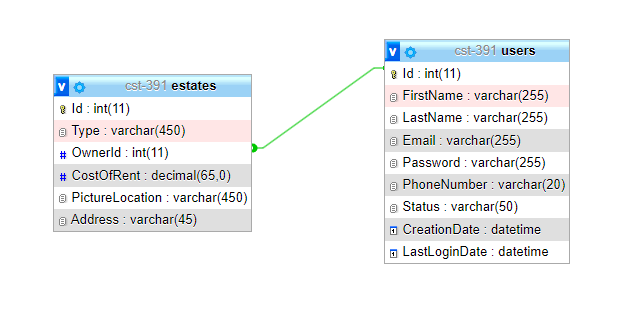 cst-391 estates
Id : int(11)
Type : varchar(450)
# OwnerId : int(11)
# CostOfRent : decimal(65,0)
PictureLocation : varchar(450)
Address : varchar(45)
cst-391 users
Id : int(11)
FirstName : varchar(255)
LastName : varchar(255)
Email : varchar(255)
Password : varchar(255)
PhoneNumber : varchar(20)
Status : varchar(50)
CreationDate : datetime
LastLoginDate : datetime